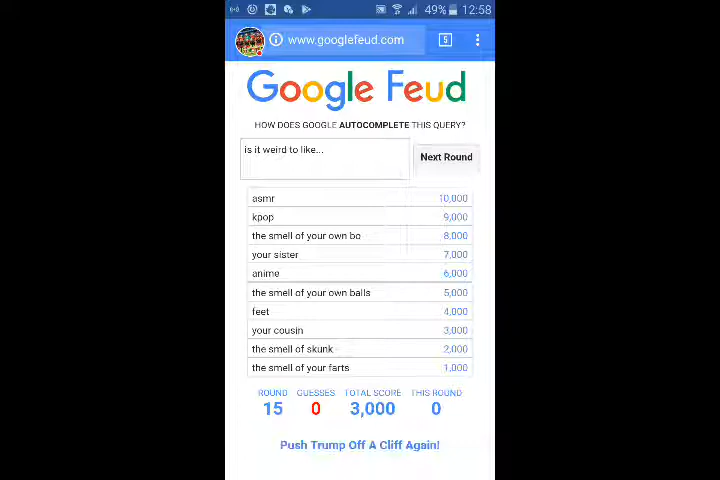 49% 12:58
www.googlefeud.com
5
Google Feud
HOW DOES GOOGLE AUTOCOMPLETE THIS QUERY?
is it weird to like...
Next Round
asmr 10,000
kpop 9,000
the smell of your own bo 8,000
your sister 7,000
anime 6,000
the smell of your own balls 5,000
feet 4,000
your cousin 3,000
the smell of skunk 2,000
the smell of your farts 1,000
ROUND GUESSES TOTAL SCORE THIS ROUND
15 0 3,000 0
Push Trump Off A Cliff Again!